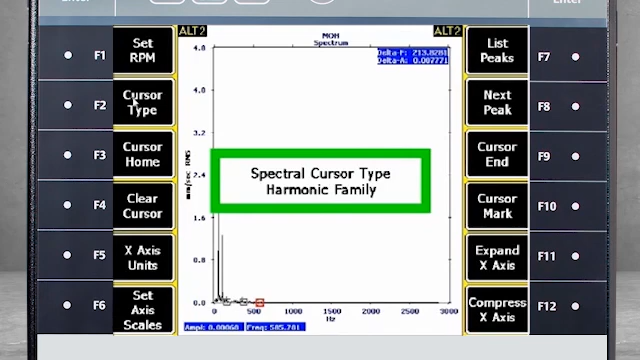 Enter
Enter
ALT2
MOH
Spectrum
ALT2
Delta-F: 213.8281
Delta-A: 0.007771
F1
Set
RPM
F2
Cursor
Type
F3
Cursor
Home
F4
Clear
Cursor
F5
X Axis
Units
F6
Set
Axis
Scales
4.8
4.0
3.2
2.4
1.6
0.8
0.0
mm/sec RMS
Spectral Cursor Type
Harmonic Family
0
500
1000
1500
2000
2500
3000
Hz
Ampl: 0.00060
Freq: 585.781
List
Peaks
F7
Next
Peak
F8
Cursor
End
F9
Cursor
Mark
F10
Expand
X Axis
F11
Compress
X Axis
F12